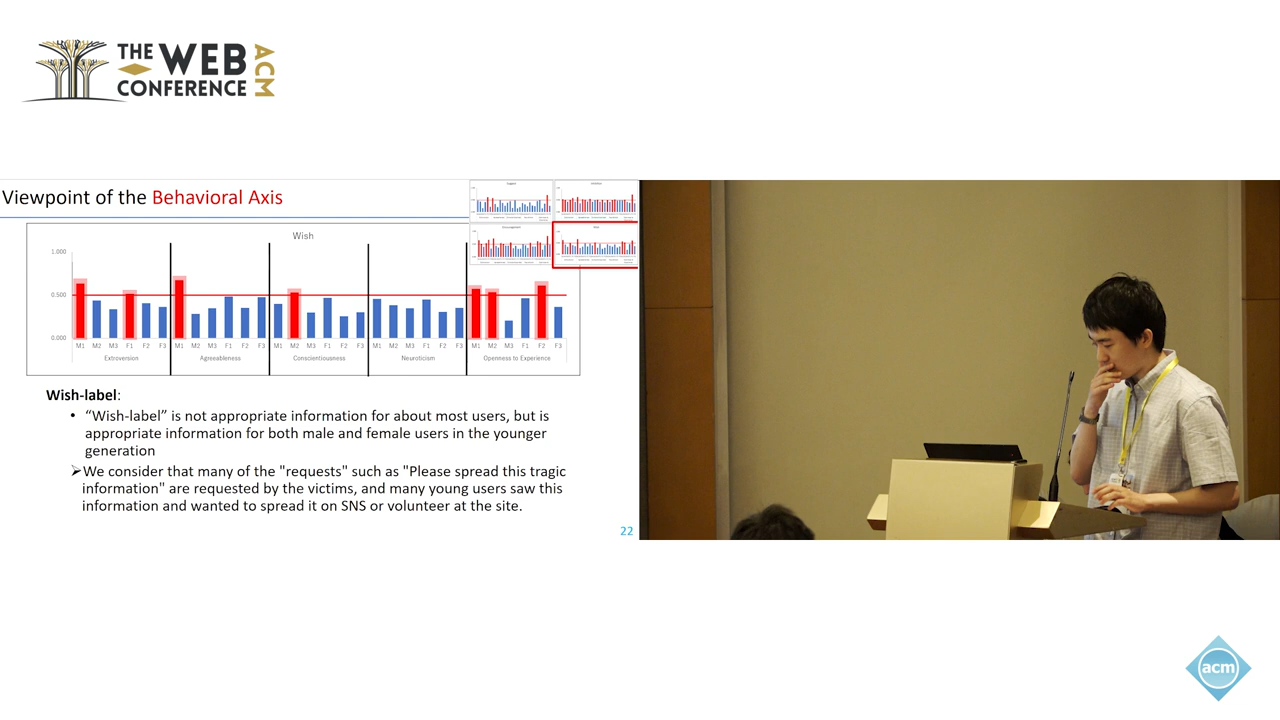 THE WEB
CONFERENCE
ACM
Viewpoint of the Behavioral Axis
Wish
1.000
0.500
0.000
M1 M2 M3 F1 F2 F3 M1 M2 M3 F1 F2 F3 M1 M2 M3 F1 F2 F3 M1 M2 M3 F1 F2 F3 M1 M2 M3 F1 F2 F3
Extroversion Agreeableness Conscientiousness Neuroticism Openness to Experience
Wish-label:
• “Wish-label” is not appropriate information for about most users, but is
appropriate information for both male and female users in the younger
generation
➢We consider that many of the "requests" such as "Please spread this tragic
information" are requested by the victims, and many young users saw this
information and wanted to spread it on SNS or volunteer at the site.
22
acm